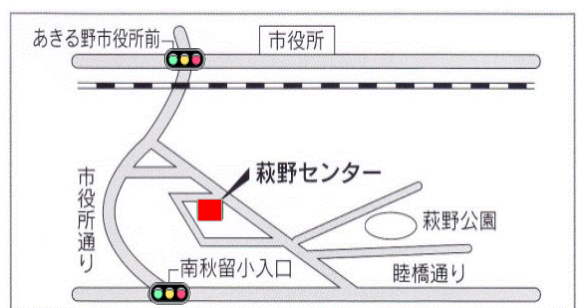 あきる野市役所前
市役所
萩野センター
市役所通り
萩野公園
南秋留小入口
睦橋通り